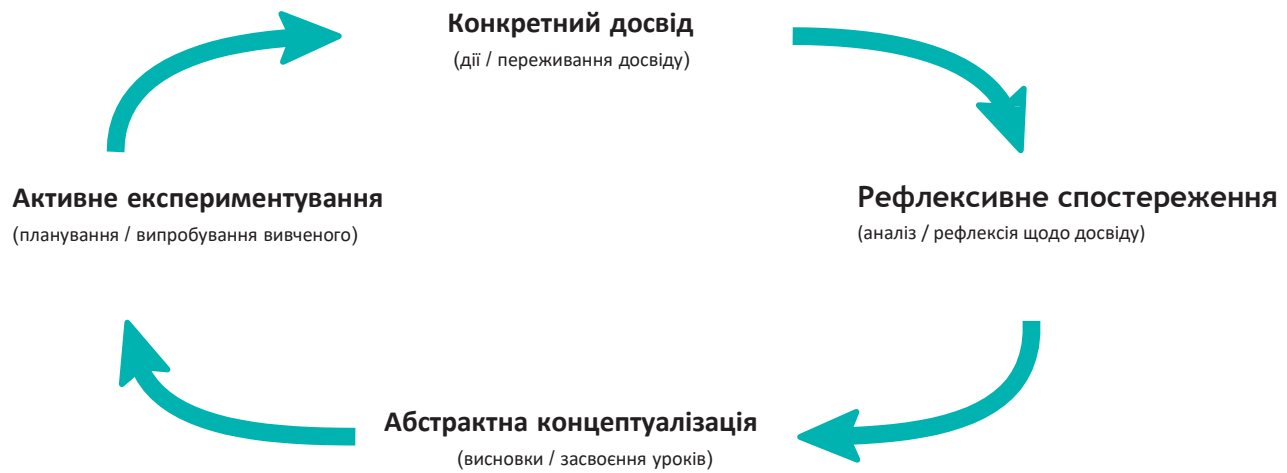 Конкретний досвід
(дії / переживання досвіду)
Рефлексивне спостереження
(аналіз / рефлексія щодо досвіду)
Абстрактна концептуалізація
(висновки / засвоєння уроків)
Активне експериментування
(планування / випробування вивченого)